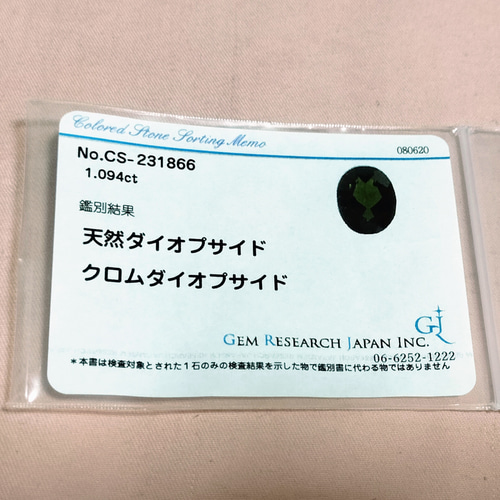 Colored Stone Sorting Memo
080620
No.CS-231866
1.094ct
鑑別結果
天然ダイオプサイド
クロムダイオプサイド
GEM RESEARCH JAPAN INC.
06-6252-1222
*本書は検査対象とされた1石のみの検査結果を示した物で鑑別書に代わる物ではありません